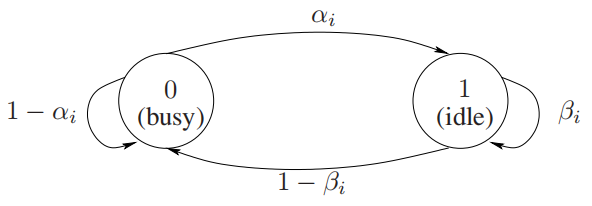 αᵢ
0
(busy)
1
(idle)
1 − αᵢ
βᵢ
1 − βᵢ